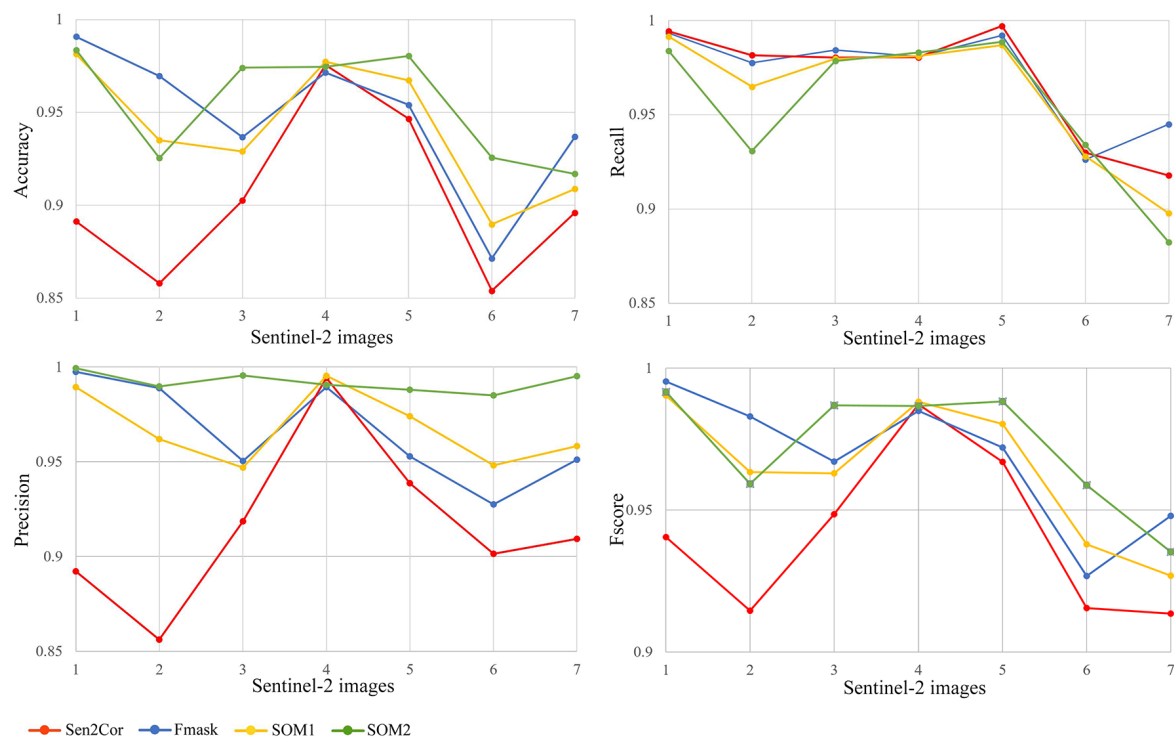 1
0.95
0.9
0.85
Accuracy
1 2 3 4 5 6 7
Sentinel-2 images
1
0.95
0.9
0.85
Recall
1 2 3 4 5 6 7
Sentinel-2 images
1
0.95
0.9
0.85
Precision
1 2 3 4 5 6 7
Sentinel-2 images
1
0.95
0.9
Fscore
1 2 3 4 5 6 7
Sentinel-2 images
Sen2Cor Fmask SOM1 SOM2